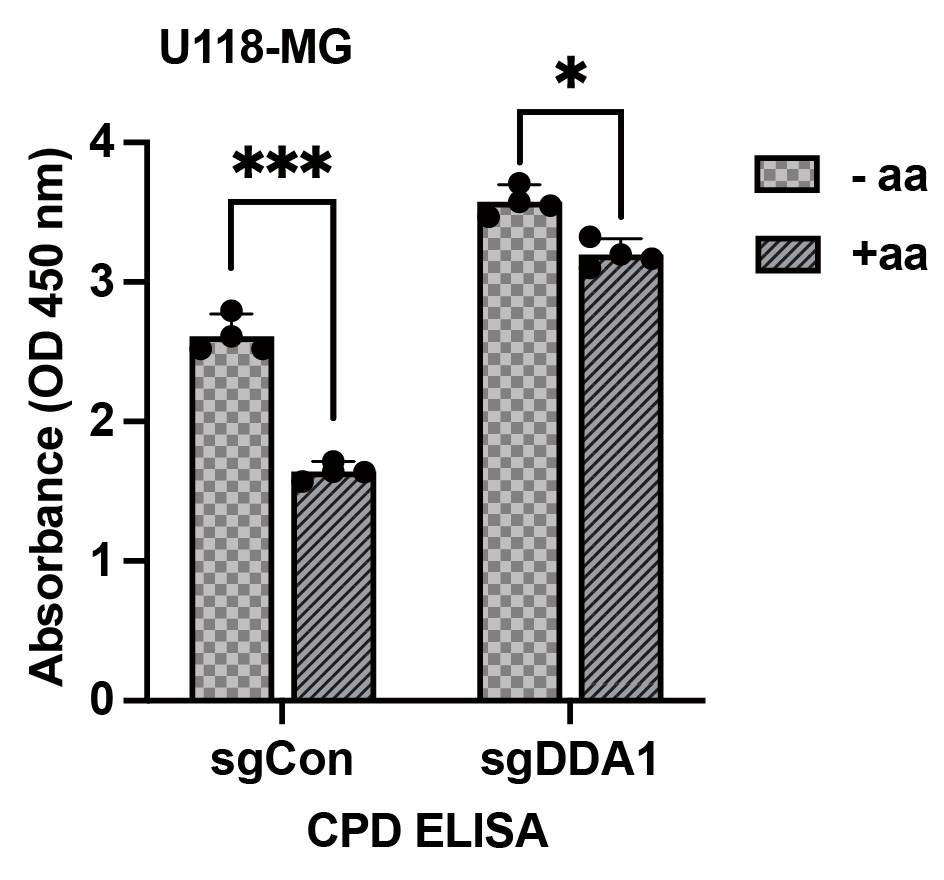 U118-MG
***
*
Absorbance (OD 450 nm)
4
3
2
1
0
- aa
+aa
sgCon
sgDDA1
CPD ELISA